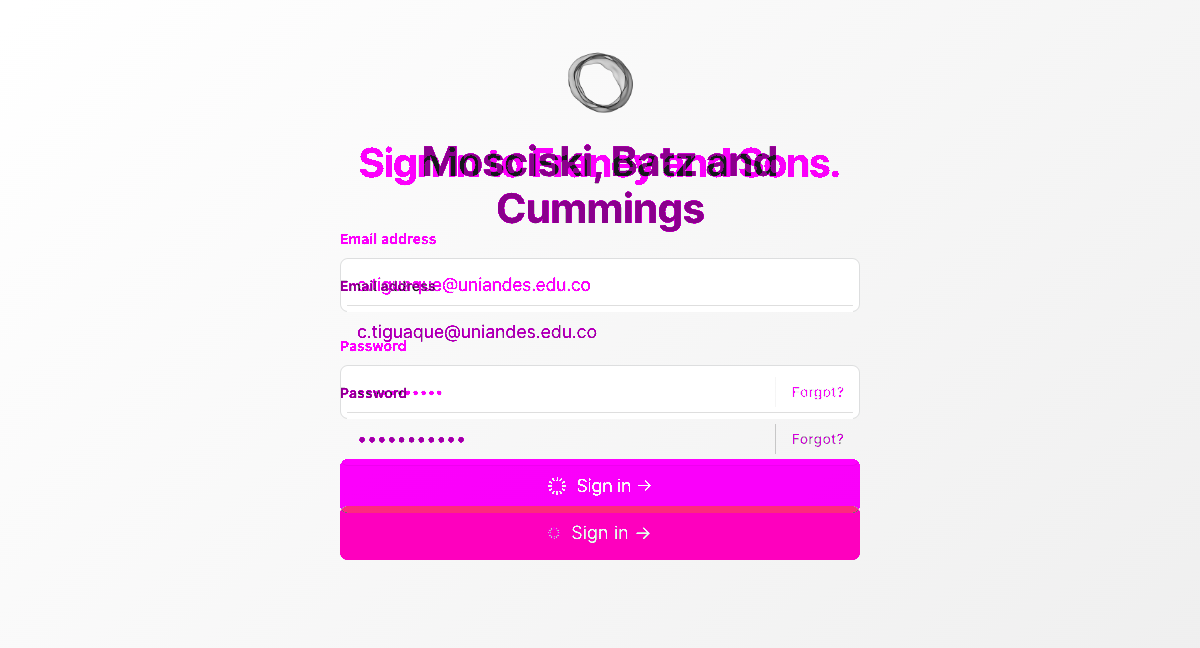 Sign in to and Sons.
Mosciski, Batz and
Cummings
Email address
c.tiguaque@uniandes.edu.co
Email address
c.tiguaque@uniandes.edu.co
Password
Password
Forgot?
Forgot?
Sign in →
Sign in →